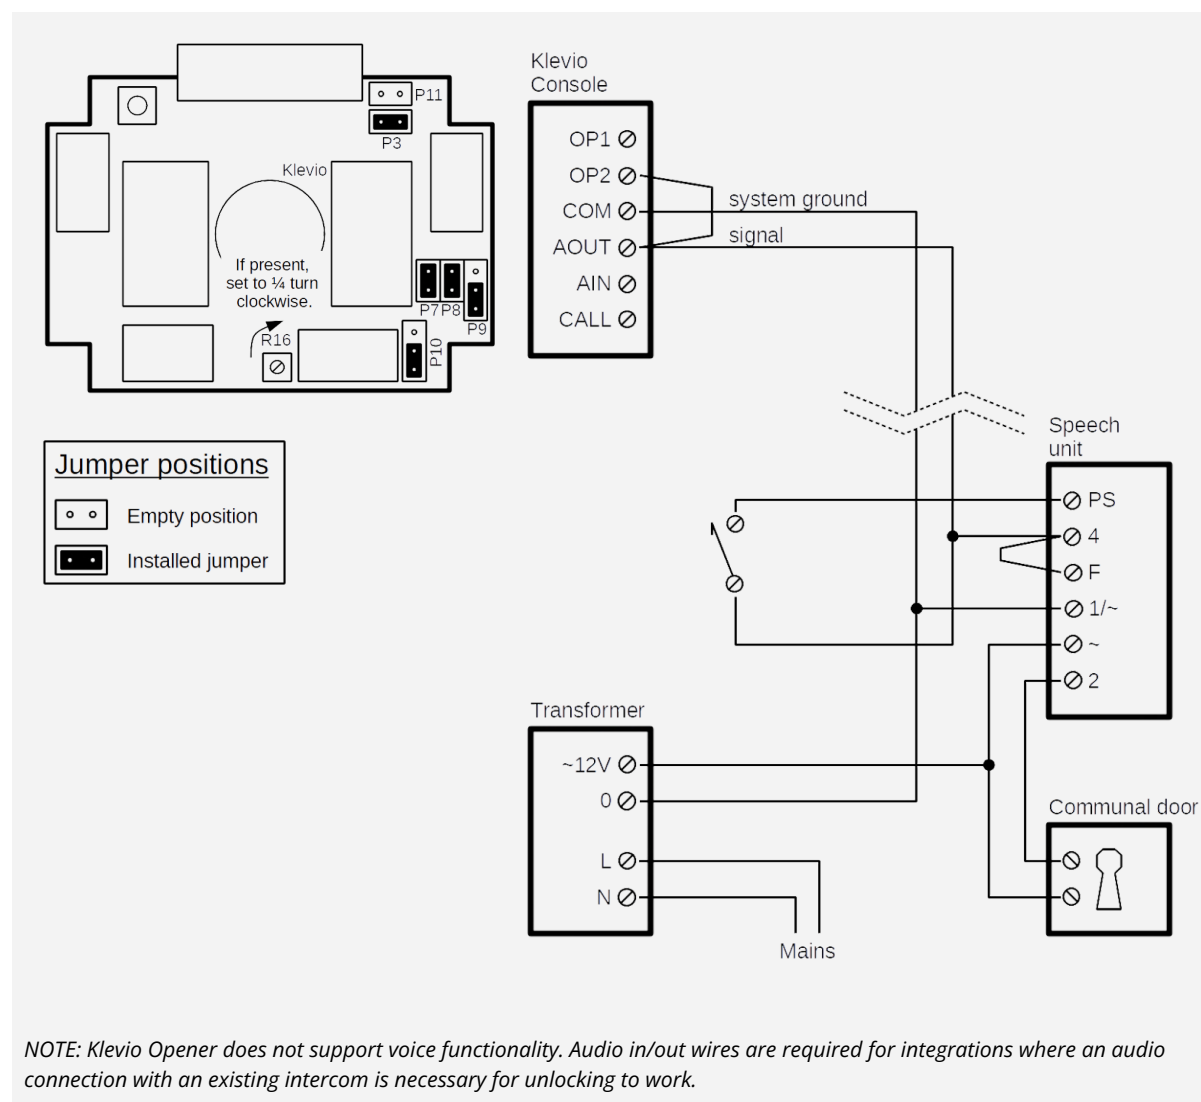 P11
P3
Klevio
If present,
set to ¼ turn
clockwise.
R16
P7
P8
P9
P10
Jumper positions
Empty position
Installed jumper
Klevio
Console
OP1
OP2
COM
AOUT
AIN
CALL
system ground
signal
Speech
unit
PS
4
F
1/~
~
2
Transformer
~12V
0
L
N
Mains
Communal door
NOTE: Klevio Opener does not support voice functionality. Audio in/out wires are required for integrations where an audio
connection with an existing intercom is necessary for unlocking to work.